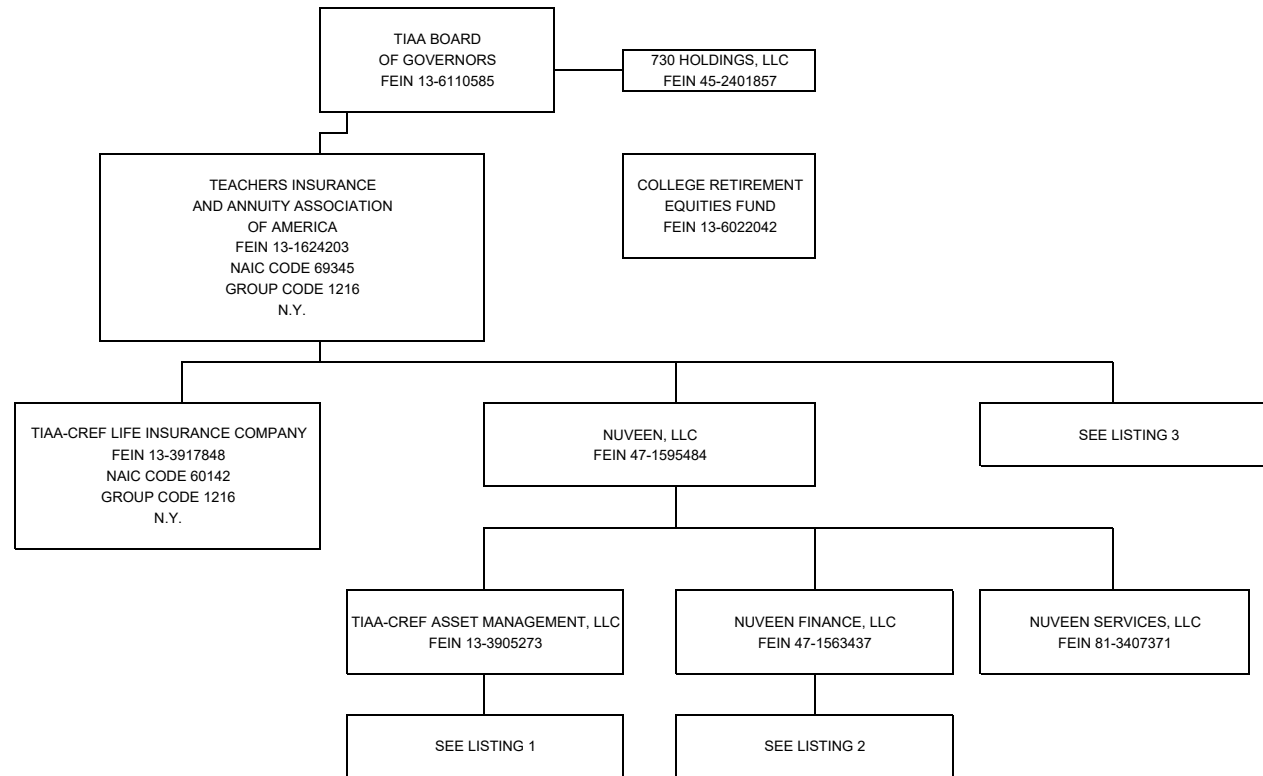 TIAA BOARD
OF GOVERNORS
FEIN 13-6110585
730 HOLDINGS, LLC
FEIN 45-2401857
TEACHERS INSURANCE
AND ANNUITY ASSOCIATION
OF AMERICA
FEIN 13-1624203
NAIC CODE 69345
GROUP CODE 1216
N.Y.
COLLEGE RETIREMENT
EQUITIES FUND
FEIN 13-6022042
TIAA-CREF LIFE INSURANCE COMPANY
FEIN 13-3917848
NAIC CODE 60142
GROUP CODE 1216
N.Y.
NUVEEN, LLC
FEIN 47-1595484
SEE LISTING 3
TIAA-CREF ASSET MANAGEMENT, LLC
FEIN 13-3905273
NUVEEN FINANCE, LLC
FEIN 47-1563437
NUVEEN SERVICES, LLC
FEIN 81-3407371
SEE LISTING 1
SEE LISTING 2